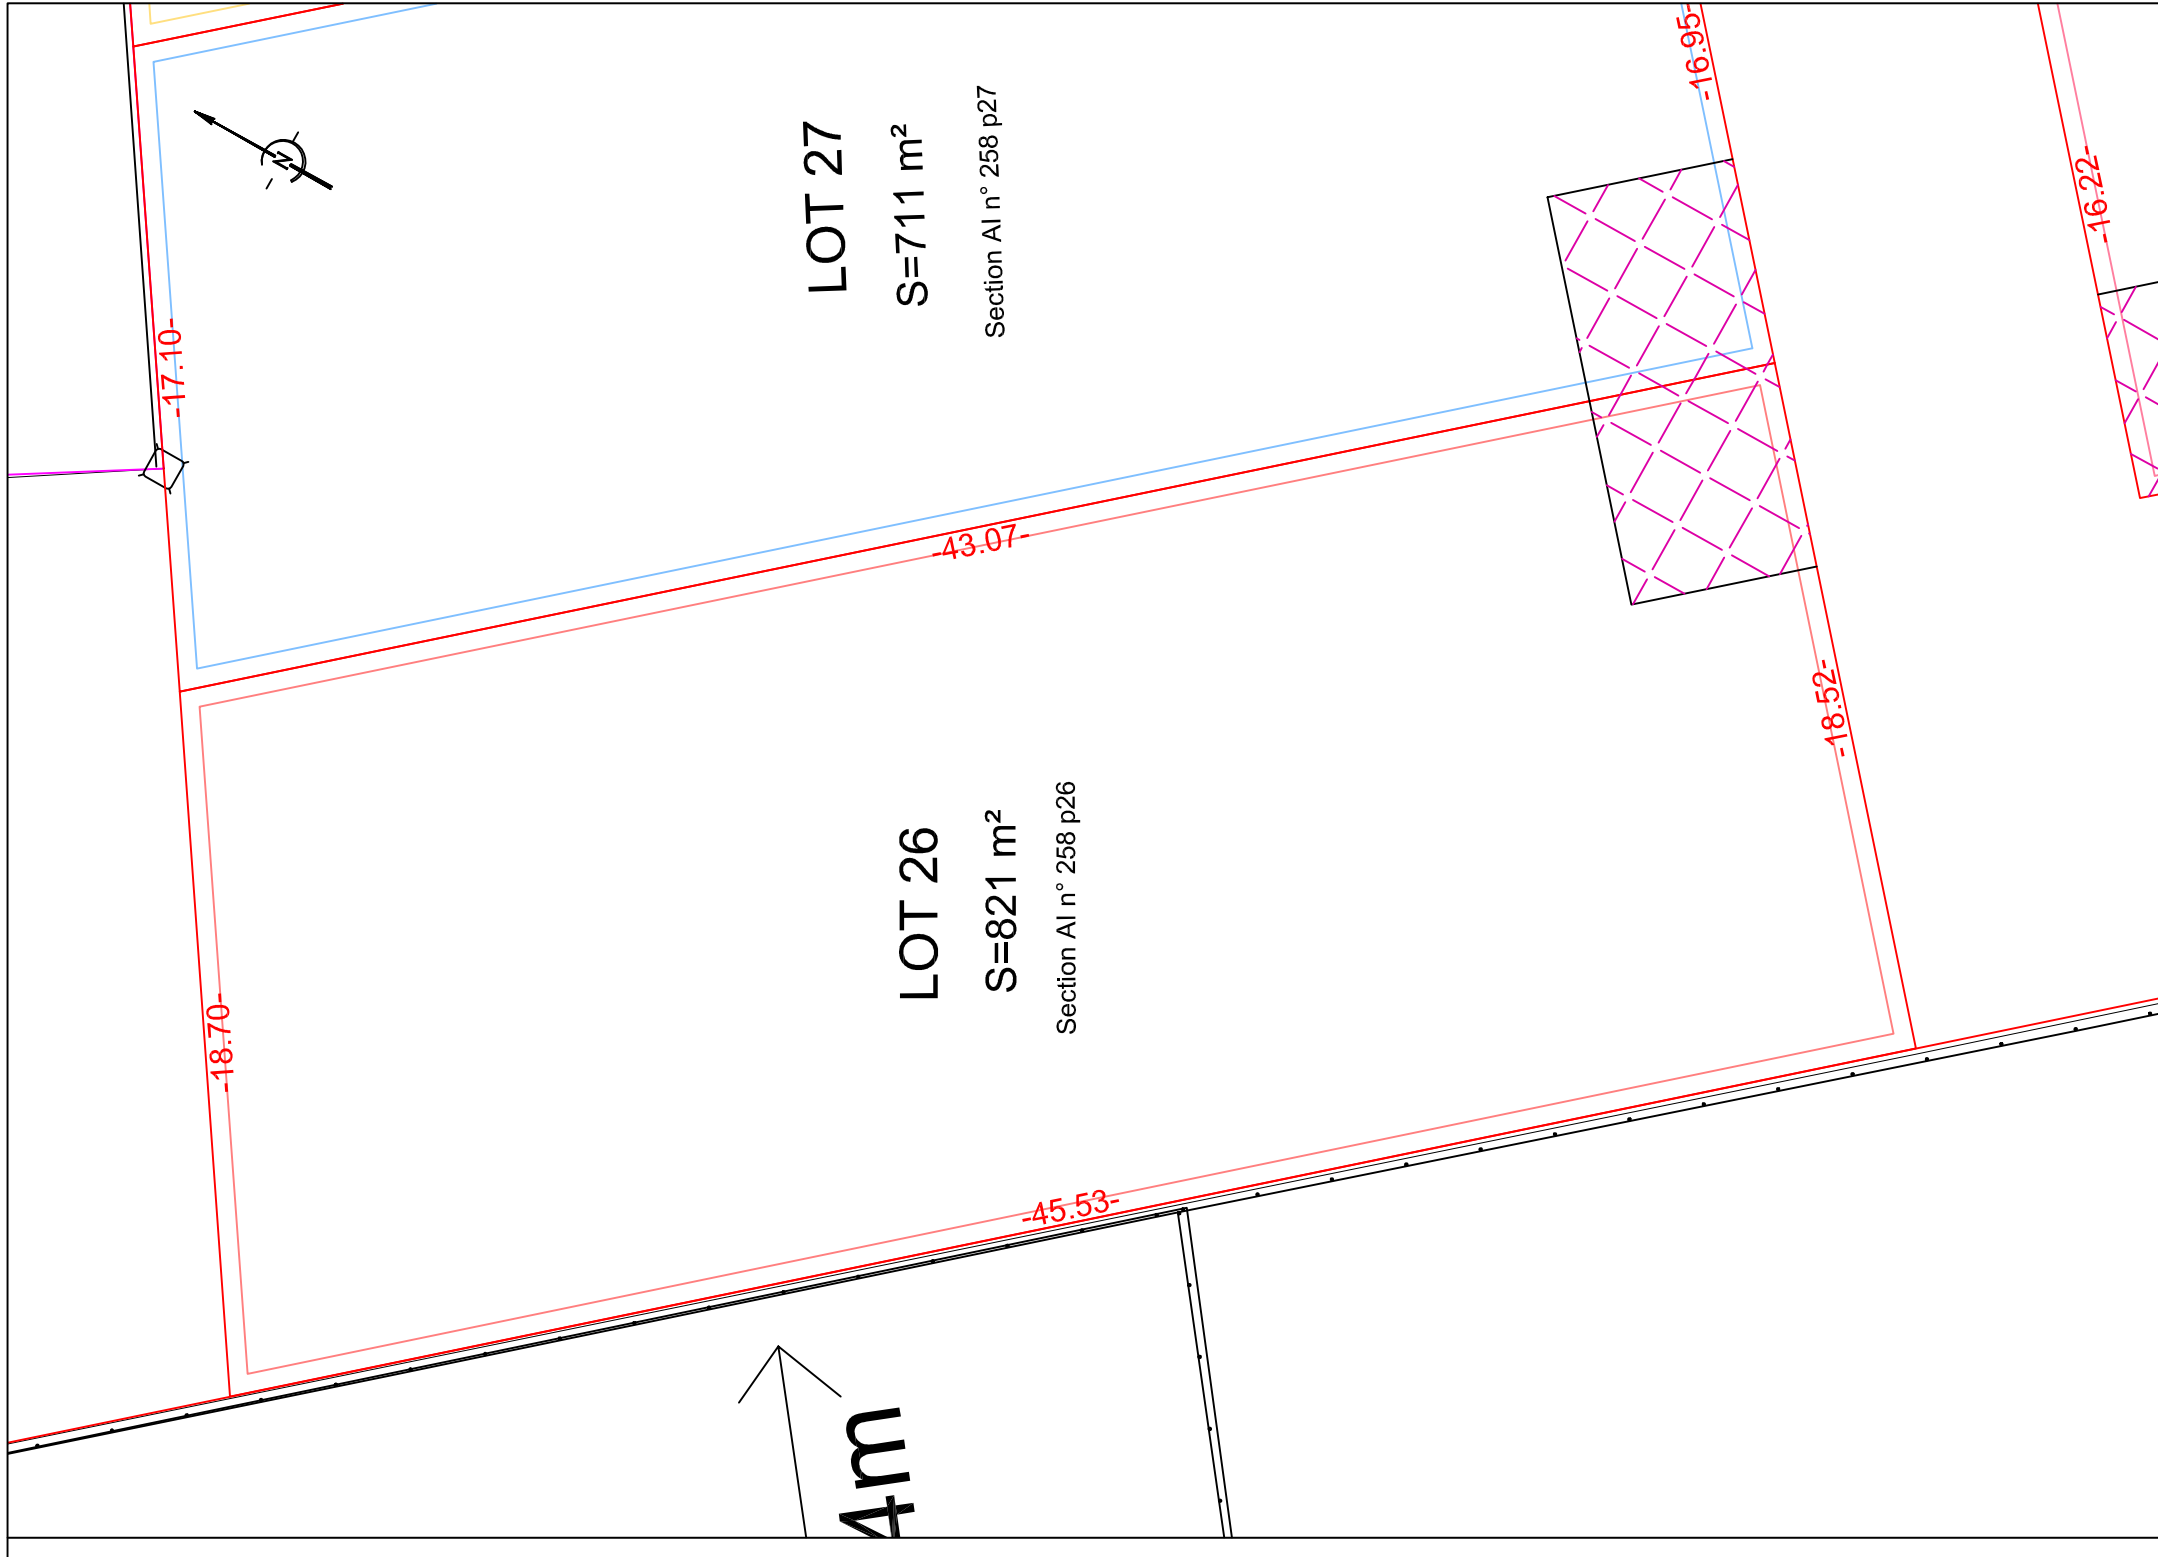 -16.95-
-16.22-
N
LOT 27
S=711 m²
Section AI n° 258 p27
-17.10-
-43.07-
-18.52-
LOT 26
S=821 m²
Section AI n° 258 p26
-18.70-
-45.53-
4m